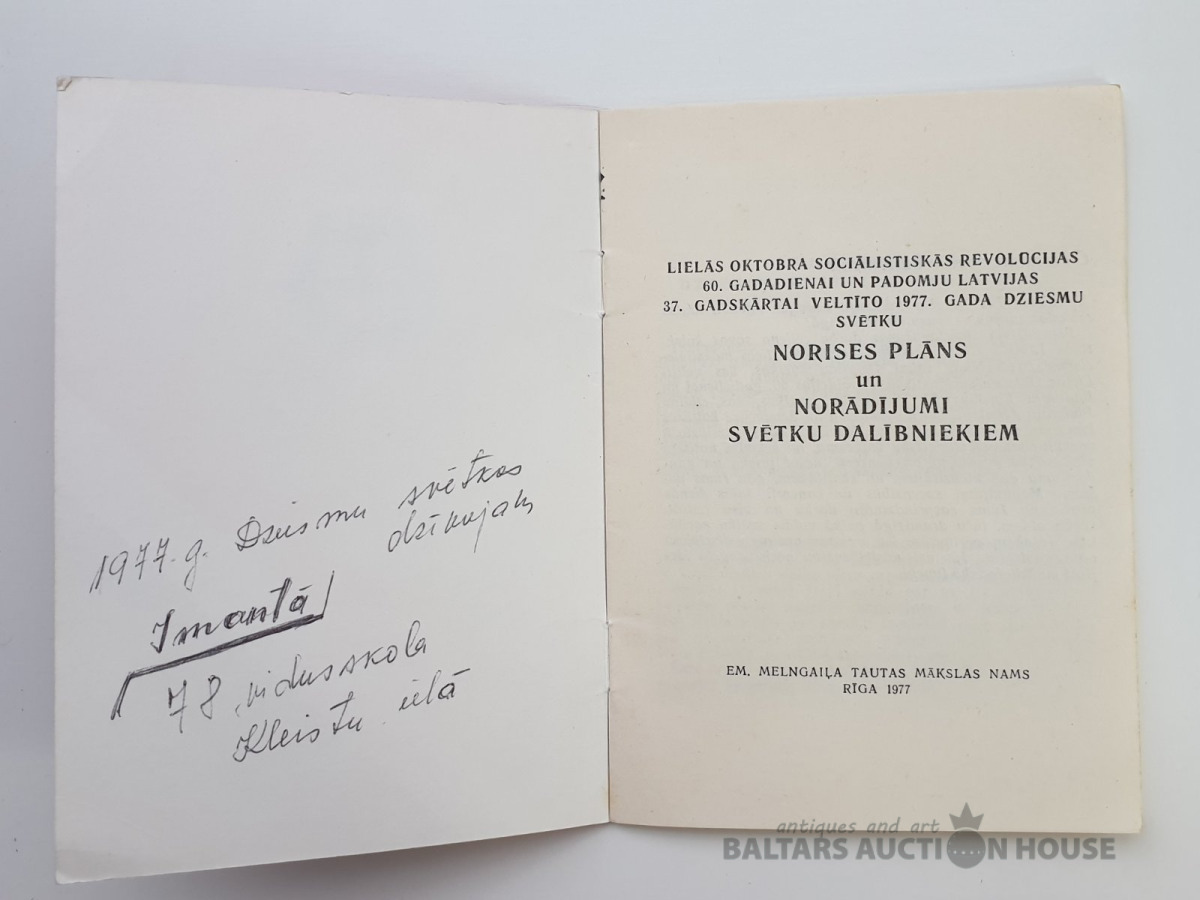 1977. g. Dziesmu svētkos
dzīvojam
Imantā
78. vidusskola
Kleistu ielā
LIELĀS OKTOBRA SOCIĀLISTISKĀS REVOLŪCIJAS
60. GADADIENAI UN PADOMJU LATVIJAS
37. GADSKĀRTAI VELTĪTO 1977. GADA DZIESMU
SVĒTKU
NORISES PLĀNS
un
NORĀDĪJUMI
SVĒTKU DALĪBNIEKIEM
EM. MELNGAIĻA TAUTAS MĀKSLAS NAMS
RĪGA 1977
antiques and art
BALTARS AUCTION HOUSE